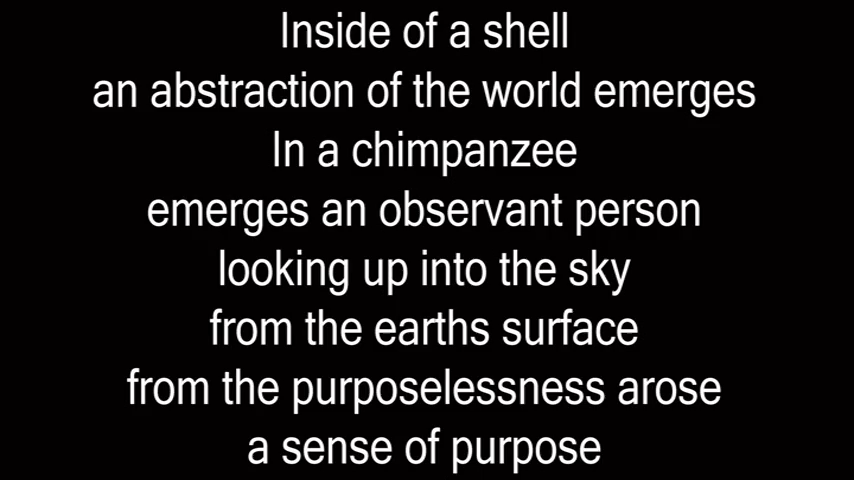 Inside of a shell
an abstraction of the world emerges
In a chimpanzee
emerges an observant person
looking up into the sky
from the earths surface
from the purposelessness arose
a sense of purpose